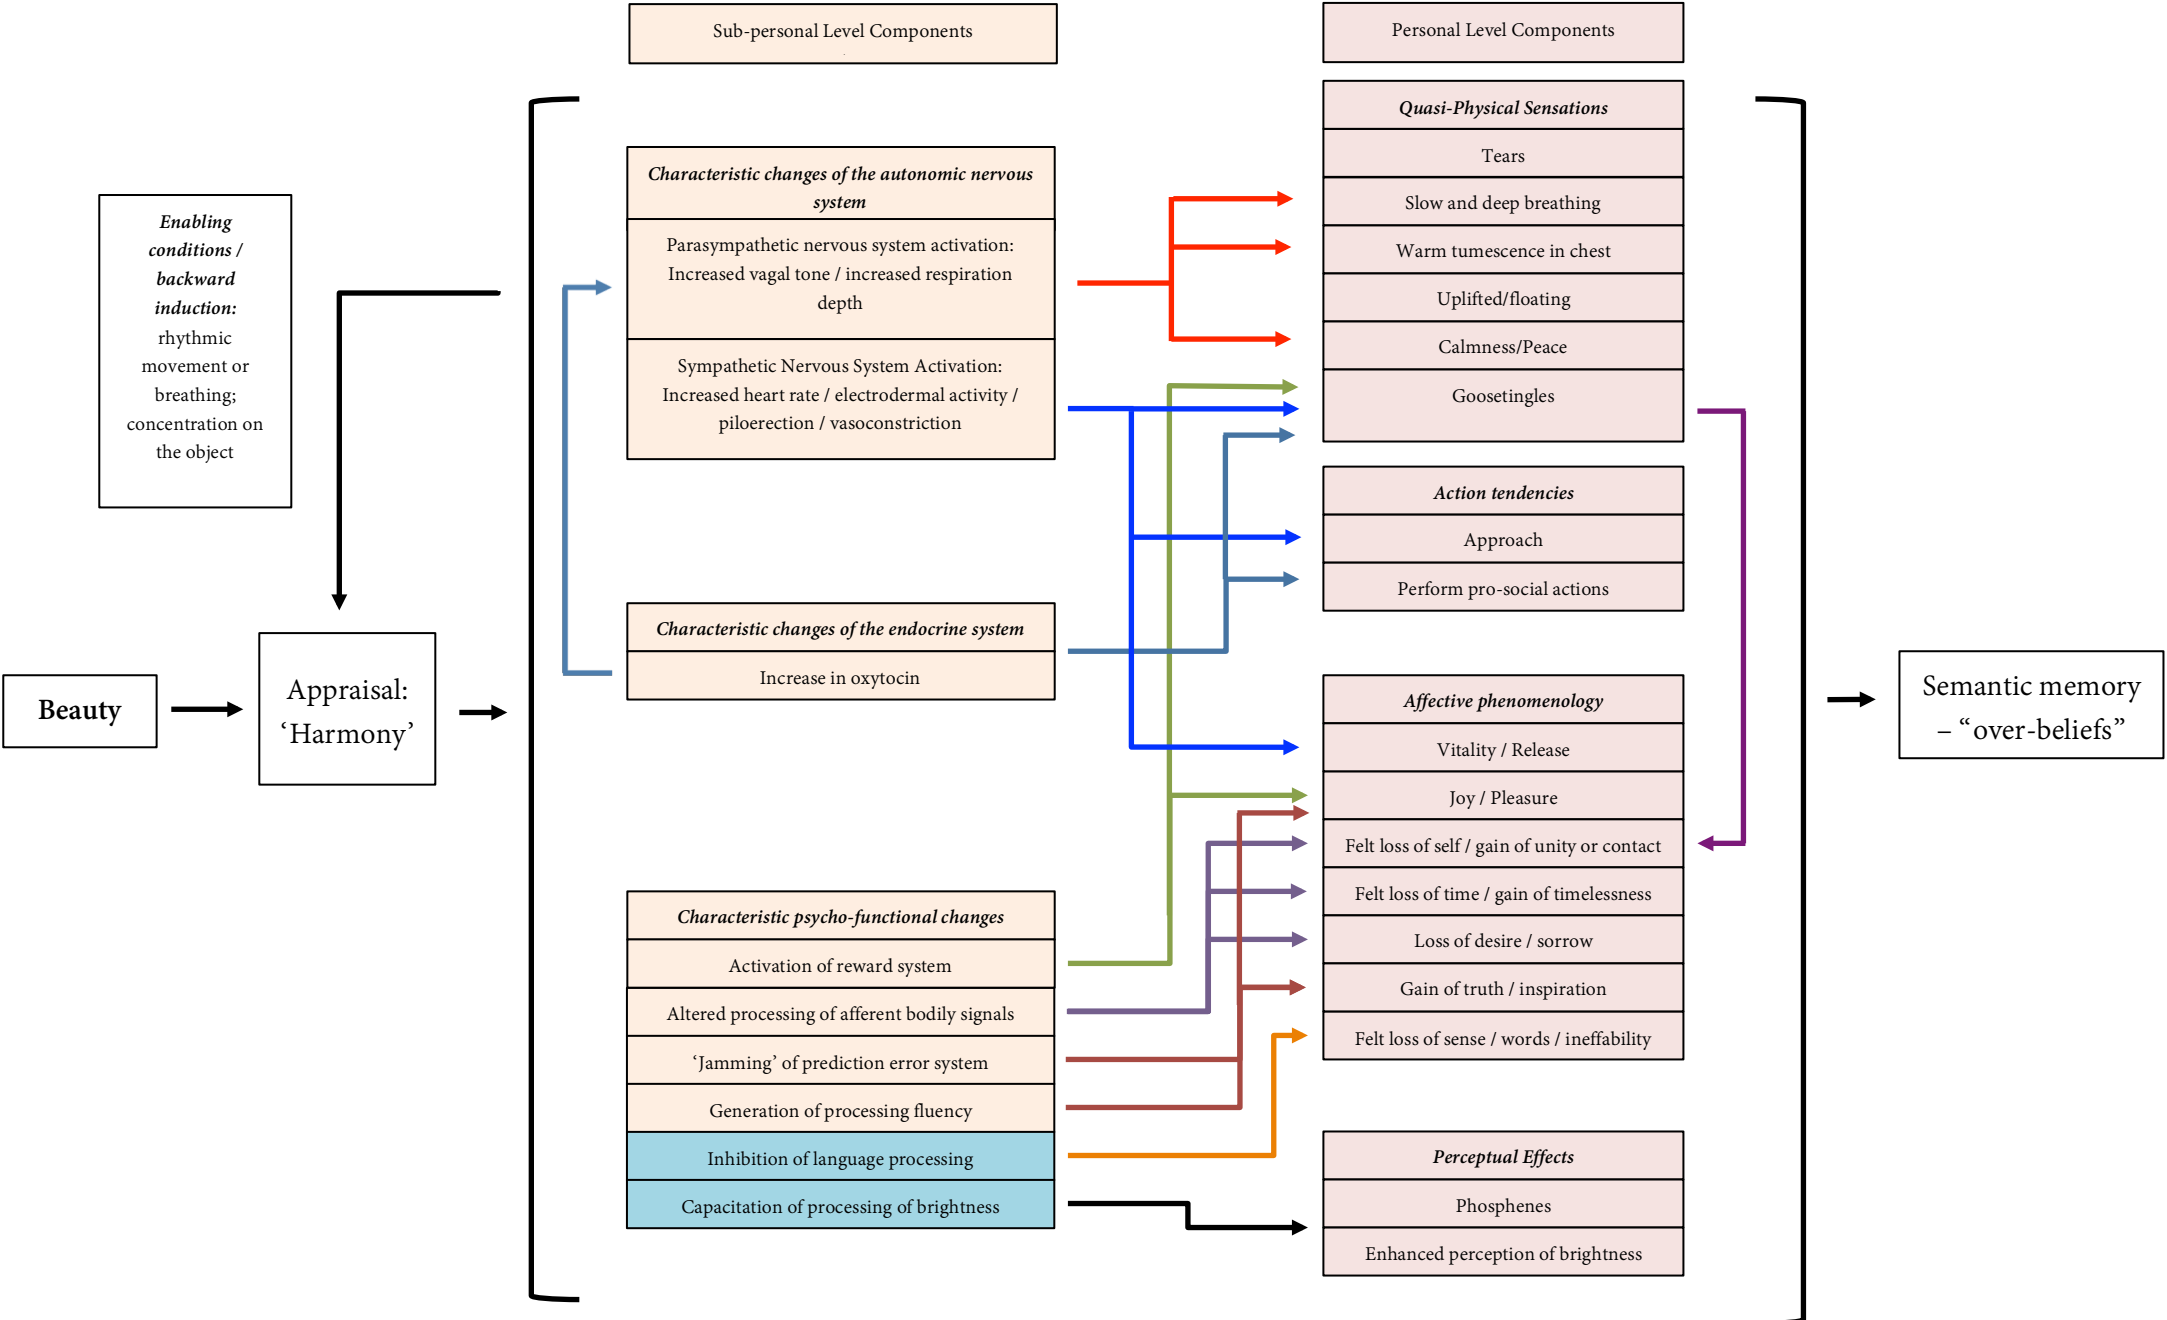 Sub-personal Level Components
Personal Level Components
Enabling
conditions /
backward
induction:
rhythmic
movement or
breathing;
concentration on
the object
Beauty
Appraisal:
‘Harmony’
Characteristic changes of the autonomic nervous
system
Parasympathetic nervous system activation:
Increased vagal tone / increased respiration
depth
Sympathetic Nervous System Activation:
Increased heart rate / electrodermal activity /
piloerection / vasoconstriction
Characteristic changes of the endocrine system
Increase in oxytocin
Characteristic psycho-functional changes
Activation of reward system
Altered processing of afferent bodily signals
‘Jamming’ of prediction error system
Generation of processing fluency
Inhibition of language processing
Capacitation of processing of brightness
Quasi-Physical Sensations
Tears
Slow and deep breathing
Warm tumescence in chest
Uplifted/floating
Calmness/Peace
Goosetingles
Action tendencies
Approach
Perform pro-social actions
Affective phenomenology
Vitality / Release
Joy / Pleasure
Felt loss of self / gain of unity or contact
Felt loss of time / gain of timelessness
Loss of desire / sorrow
Gain of truth / inspiration
Felt loss of sense / words / ineffability
Perceptual Effects
Phosphenes
Enhanced perception of brightness
Semantic memory
– “over-beliefs”